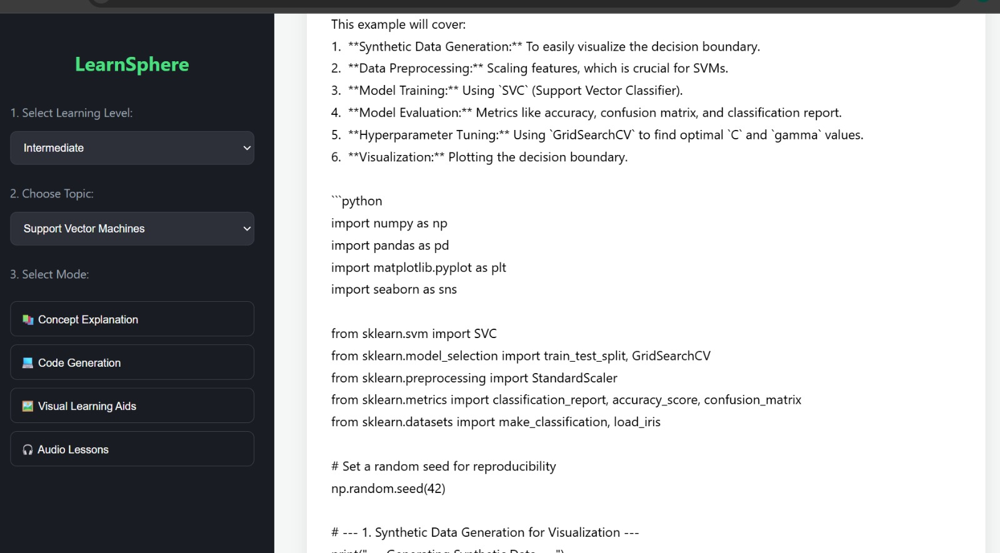 LearnSphere
1. Select Learning Level:
Intermediate
2. Choose Topic:
Support Vector Machines
3. Select Mode:
Concept Explanation
Code Generation
Visual Learning Aids
Audio Lessons
This example will cover:
1. **Synthetic Data Generation:** To easily visualize the decision boundary.
2. **Data Preprocessing:** Scaling features, which is crucial for SVMs.
3. **Model Training:** Using `SVC` (Support Vector Classifier).
4. **Model Evaluation:** Metrics like accuracy, confusion matrix, and classification report.
5. **Hyperparameter Tuning:** Using `GridSearchCV` to find optimal `C` and `gamma` values.
6. **Visualization:** Plotting the decision boundary.
```python
import numpy as np
import pandas as pd
import matplotlib.pyplot as plt
import seaborn as sns
from sklearn.svm import SVC
from sklearn.model_selection import train_test_split, GridSearchCV
from sklearn.preprocessing import StandardScaler
from sklearn.metrics import classification_report, accuracy_score, confusion_matrix
from sklearn.datasets import make_classification, load_iris
# Set a random seed for reproducibility
np.random.seed(42)
# --- 1. Synthetic Data Generation for Visualization ---